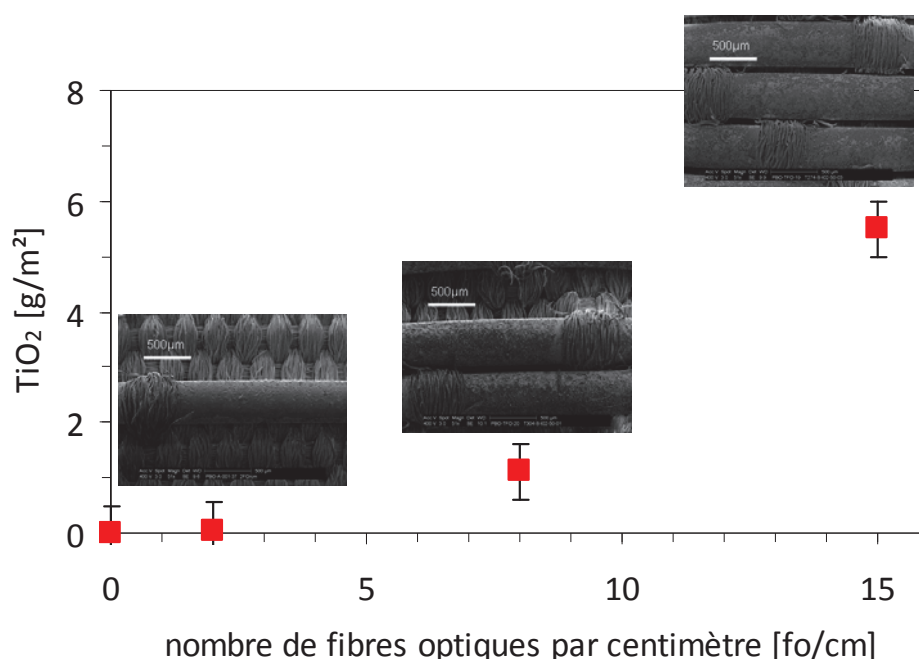 500µm
8
6
500µm
4
500µm
2
0
0
5
10
15
TiO₂ [g/m²]
nombre de fibres optiques par centimètre [fo/cm]